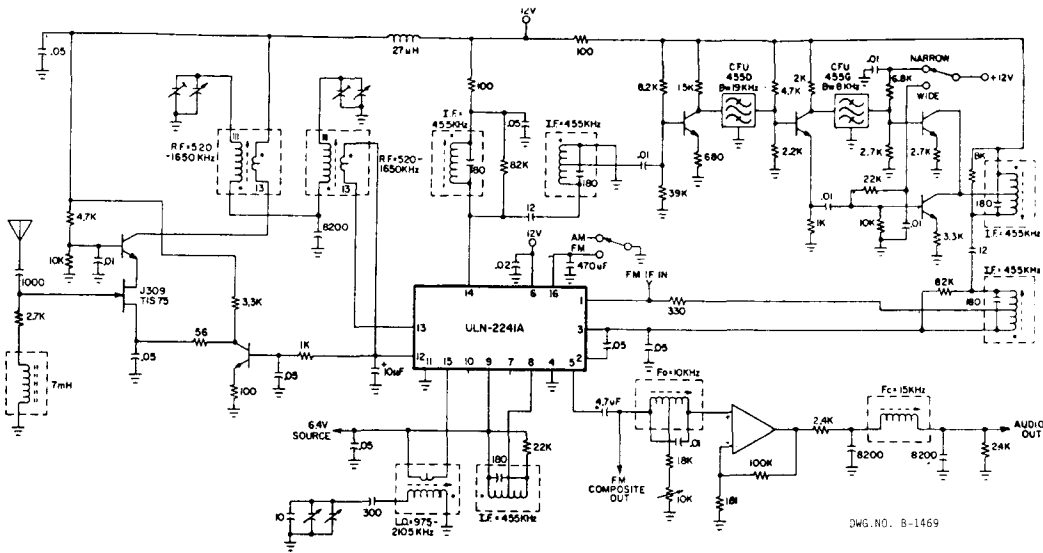 12V
.05
27uH
100
.01
NARROW
+12V
WIDE
CFU
455D
B=19KHz
CFU
455G
B=8KHz
8.2K
15K
4.7K
2K
6.8K
100
I.F.=
455KHz
.05
180
82K
I.F.=455KHz
180
12
.01
39K
680
2.2K
2.7K
2.7K
22K
.01
1K
10K
.01
3.3K
8K
180
I.F.=455KHz
12
RF=520
-1650KHz
13
RF=520-
1650KHz
13
8200
4.7K
10K
.01
1000
J309
TIS75
2.7K
7mH
.05
56
3.3K
100
.05
1K
10uF
12V
.02
AM
FM
470uF
FM IF IN
330
82K
I.F.=455KHz
180
ULN-2241A
14
6
16
1
3
2
13
12
11
15
10
9
7
8
4
5
.05
.05
6.4V
SOURCE
.05
180
22K
I.F.=455KHz
10
300
L.O.=975-
2105KHz
4.7uF
FM
COMPOSITE
OUT
Fo=10KHz
.01
18K
10K
100K
181
2.4K
8200
Fc=15KHz
8200
24K
AUDIO
OUT
DWG.NO. B-1469